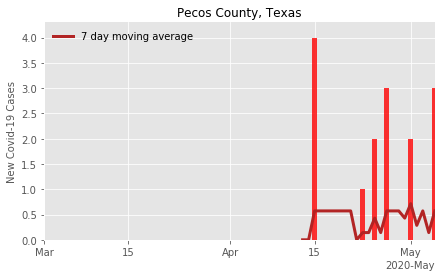 Pecos County, Texas
7 day moving average
New Covid-19 Cases
4.0
3.5
3.0
2.5
2.0
1.5
1.0
0.5
0.0
Mar 15 Apr 15 May
2020-May